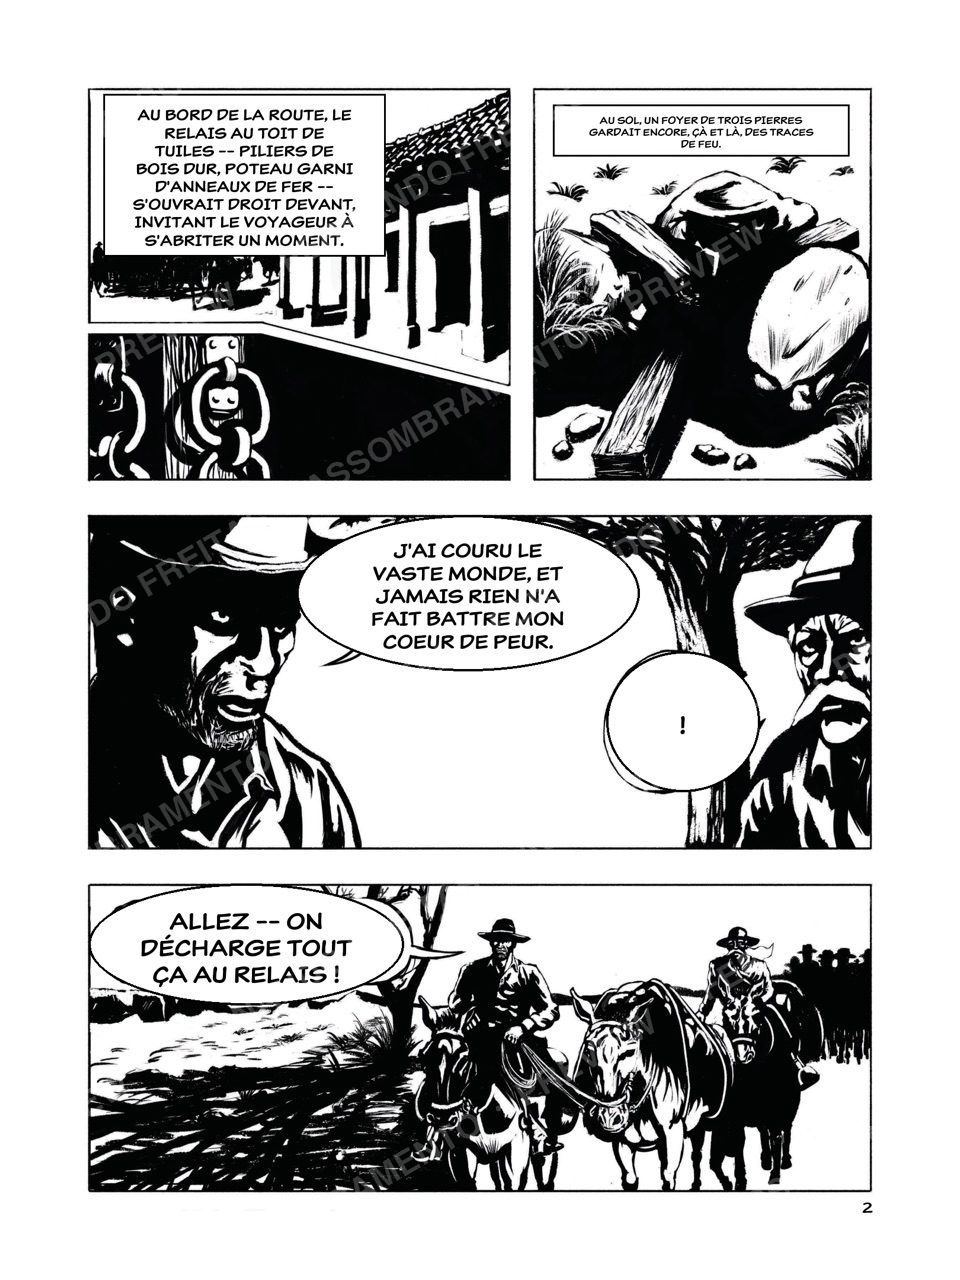 AU BORD DE LA ROUTE, LE
RELAIS AU TOIT DE
TUILES -- PILIERS DE
BOIS DUR, POTEAU GARNI
D'ANNEAUX DE FER --
S'OUVRAIT DROIT DEVANT,
INVITANT LE VOYAGEUR À
S'ABRITER UN MOMENT.
AU SOL, UN FOYER DE TROIS PIERRES
GARDAIT ENCORE, ÇÀ ET LÀ, DES TRACES
DE FEU.
J'AI COURU LE
VASTE MONDE, ET
JAMAIS RIEN N'A
FAIT BATTRE MON
COEUR DE PEUR.
!
ALLEZ -- ON
DÉCHARGE TOUT
ÇA AU RELAIS !
2